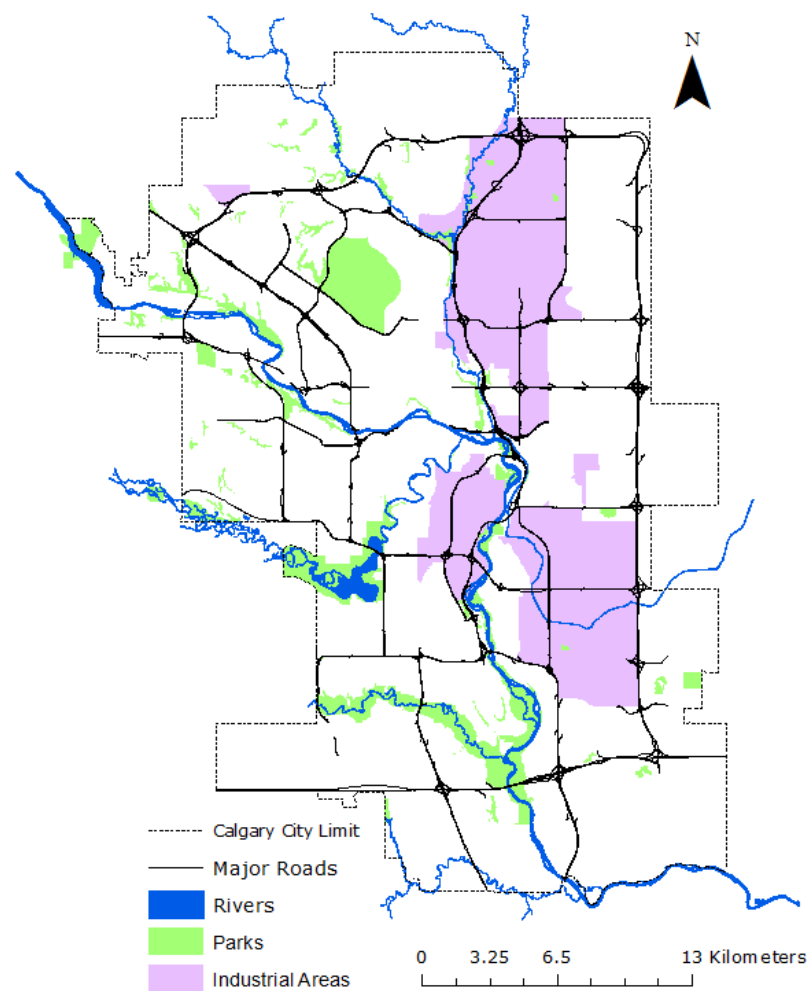 N
Calgary City Limit
Major Roads
Rivers
Parks
Industrial Areas
0 3.25 6.5 13 Kilometers